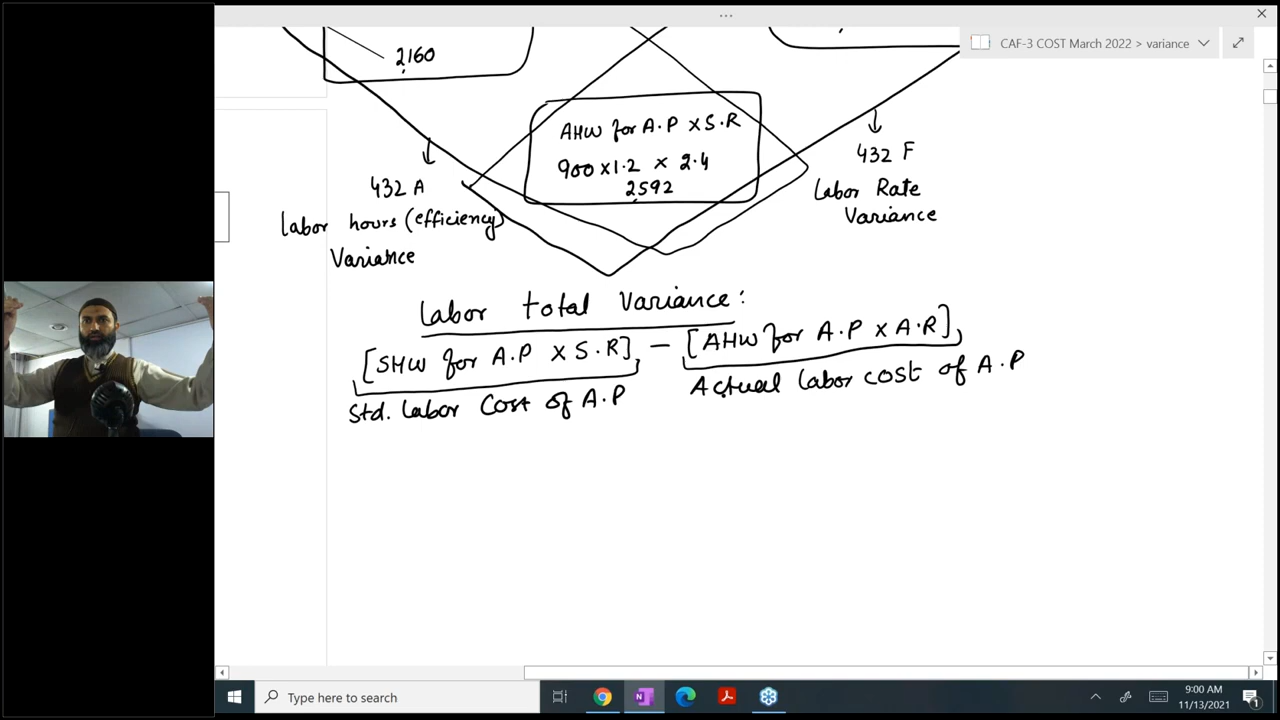 CAF-3 COST March 2022 > variance
2160
AHW for A.P x S.R
900 x 1.2 x 2.4
2592
432 A
Labor hours (efficiency)
Variance
432 F
Labor Rate
Variance
Labor total Variance:
[SHW for A.P x S.R] — [AHW for A.P x A.R]
Std. Labor Cost of A.P
Actual labor cost of A.P
Type here to search
9:00 AM
11/13/2021
1